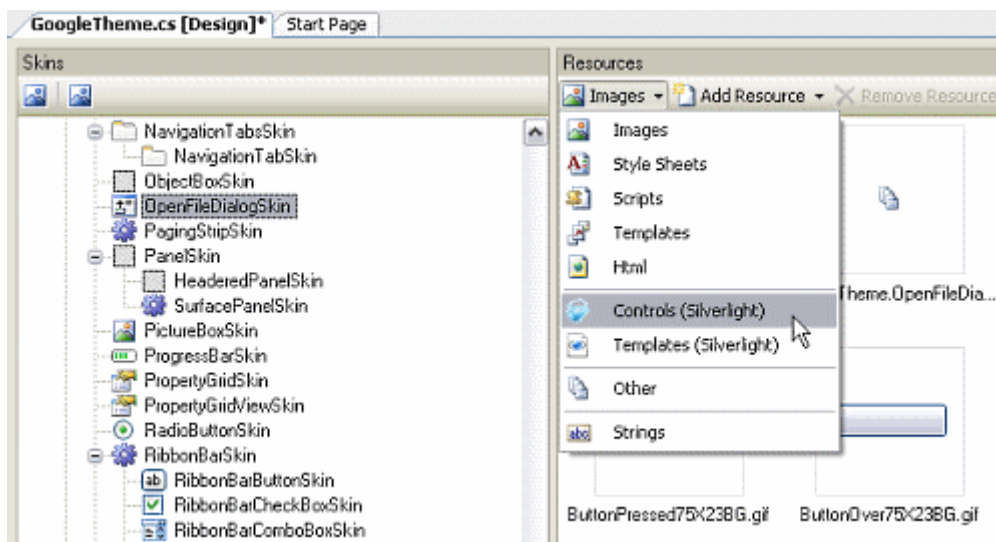 GoogleTheme.cs [Design]* Start Page
Skins
NavigationTabsSkin
NavigationTabSkin
ObjectBoxSkin
OpenFileDialogSkin
PagingStripSkin
PanelSkin
HeaderedPanelSkin
SurfacePanelSkin
PictureBoxSkin
ProgressBarSkin
PropertyGridSkin
PropertyGridViewSkin
RadioButtonSkin
RibbonBarSkin
ab RibbonBarButtonSkin
RibbonBarCheckBoxSkin
RibbonBarComboBoxSkin
Resources
Images Add Resource Remove Resource
Images
Style Sheets
Scripts
Templates
Html
Controls (Silverlight)
Templates (Silverlight)
Other
abc Strings
Theme.OpenFileDia...
ButtonPressed75X23BG.gif ButtonOver75X23BG.gif